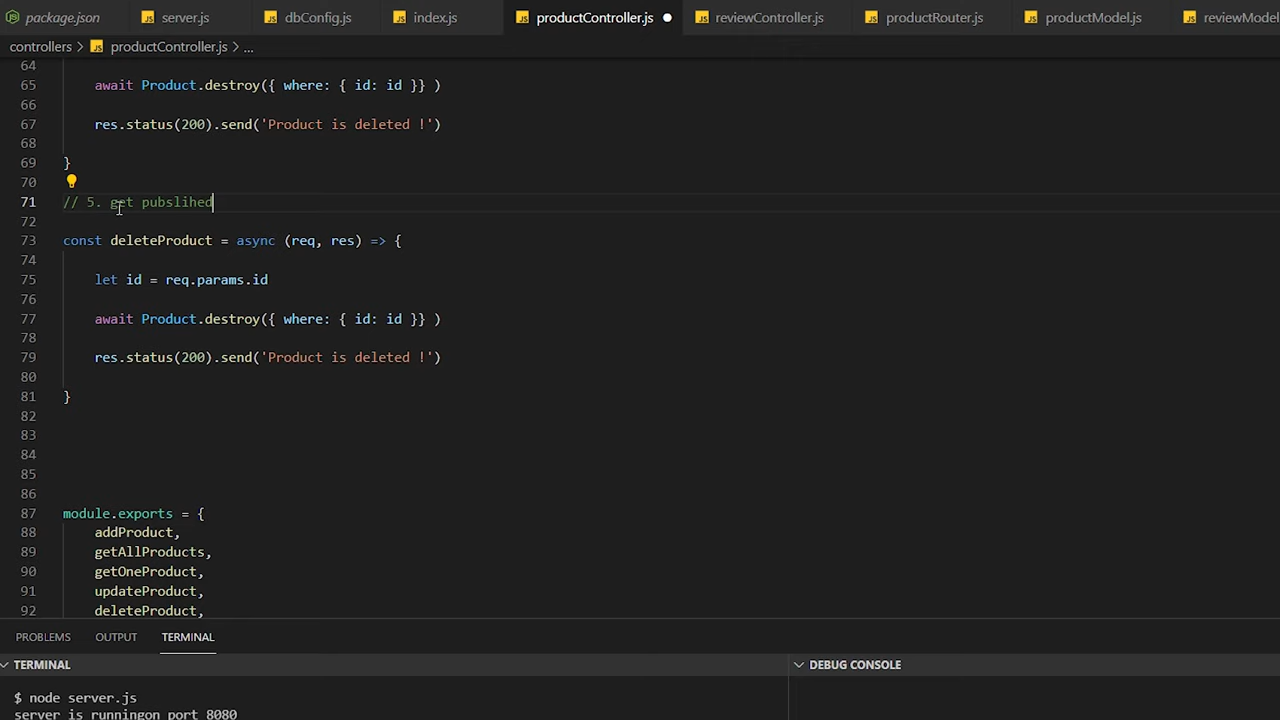 package.json
server.js
dbConfig.js
index.js
productController.js
reviewController.js
productRouter.js
productModel.js
reviewModel
controllers > productController.js > ...
64
65 await Product.destroy({ where: { id: id }} )
66
67 res.status(200).send('Product is deleted !')
68
69 }
70
71 // 5. get pubslihed
72
73 const deleteProduct = async (req, res) => {
74
75 let id = req.params.id
76
77 await Product.destroy({ where: { id: id }} )
78
79 res.status(200).send('Product is deleted !')
80
81 }
82
83
84
85
86
87 module.exports = {
88 addProduct,
89 getAllProducts,
90 getOneProduct,
91 updateProduct,
92 deleteProduct,
PROBLEMS OUTPUT TERMINAL
TERMINAL
DEBUG CONSOLE
$ node server.js
server is runningon port 8080